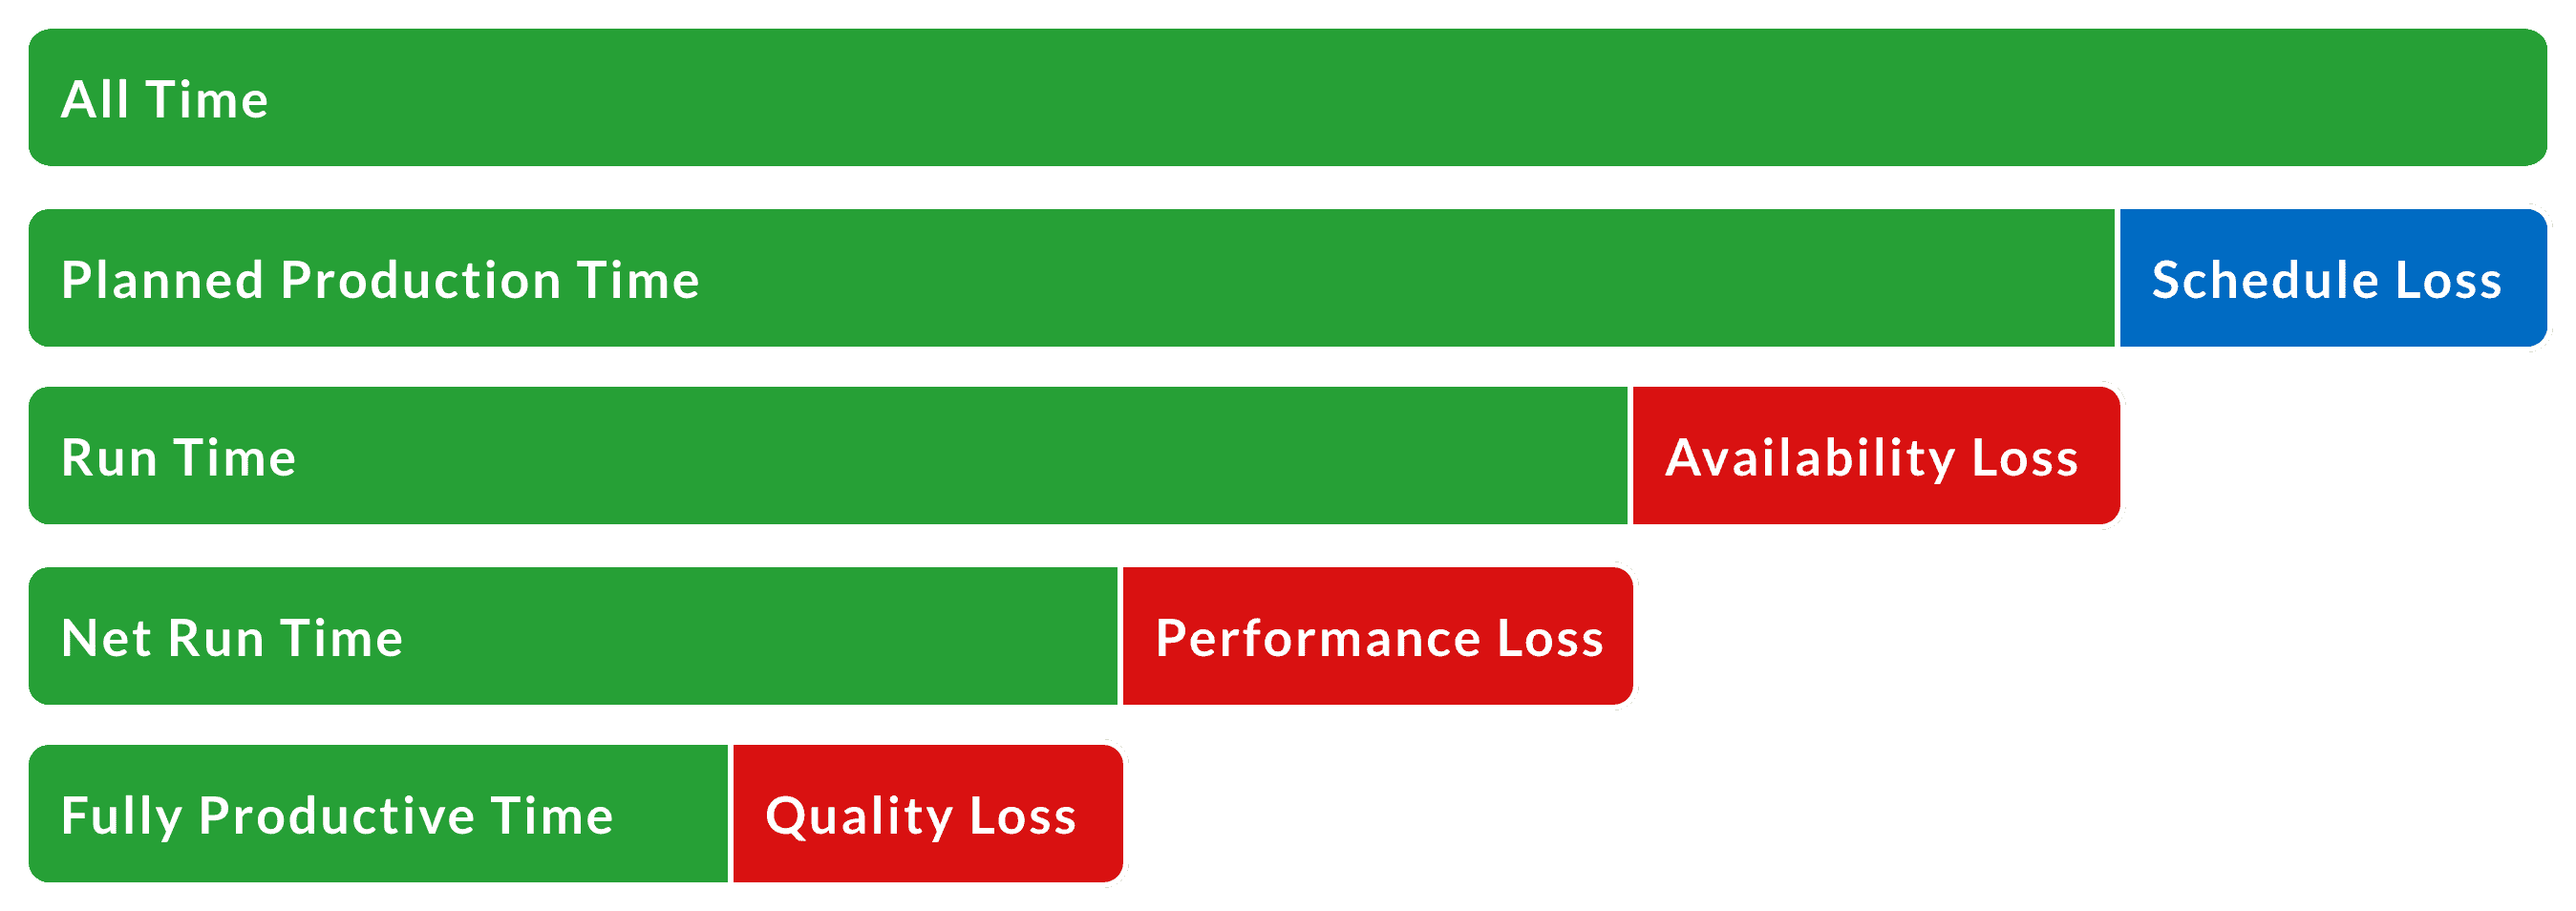 All Time
Planned Production Time
Schedule Loss
Run Time
Availability Loss
Net Run Time
Performance Loss
Fully Productive Time
Quality Loss